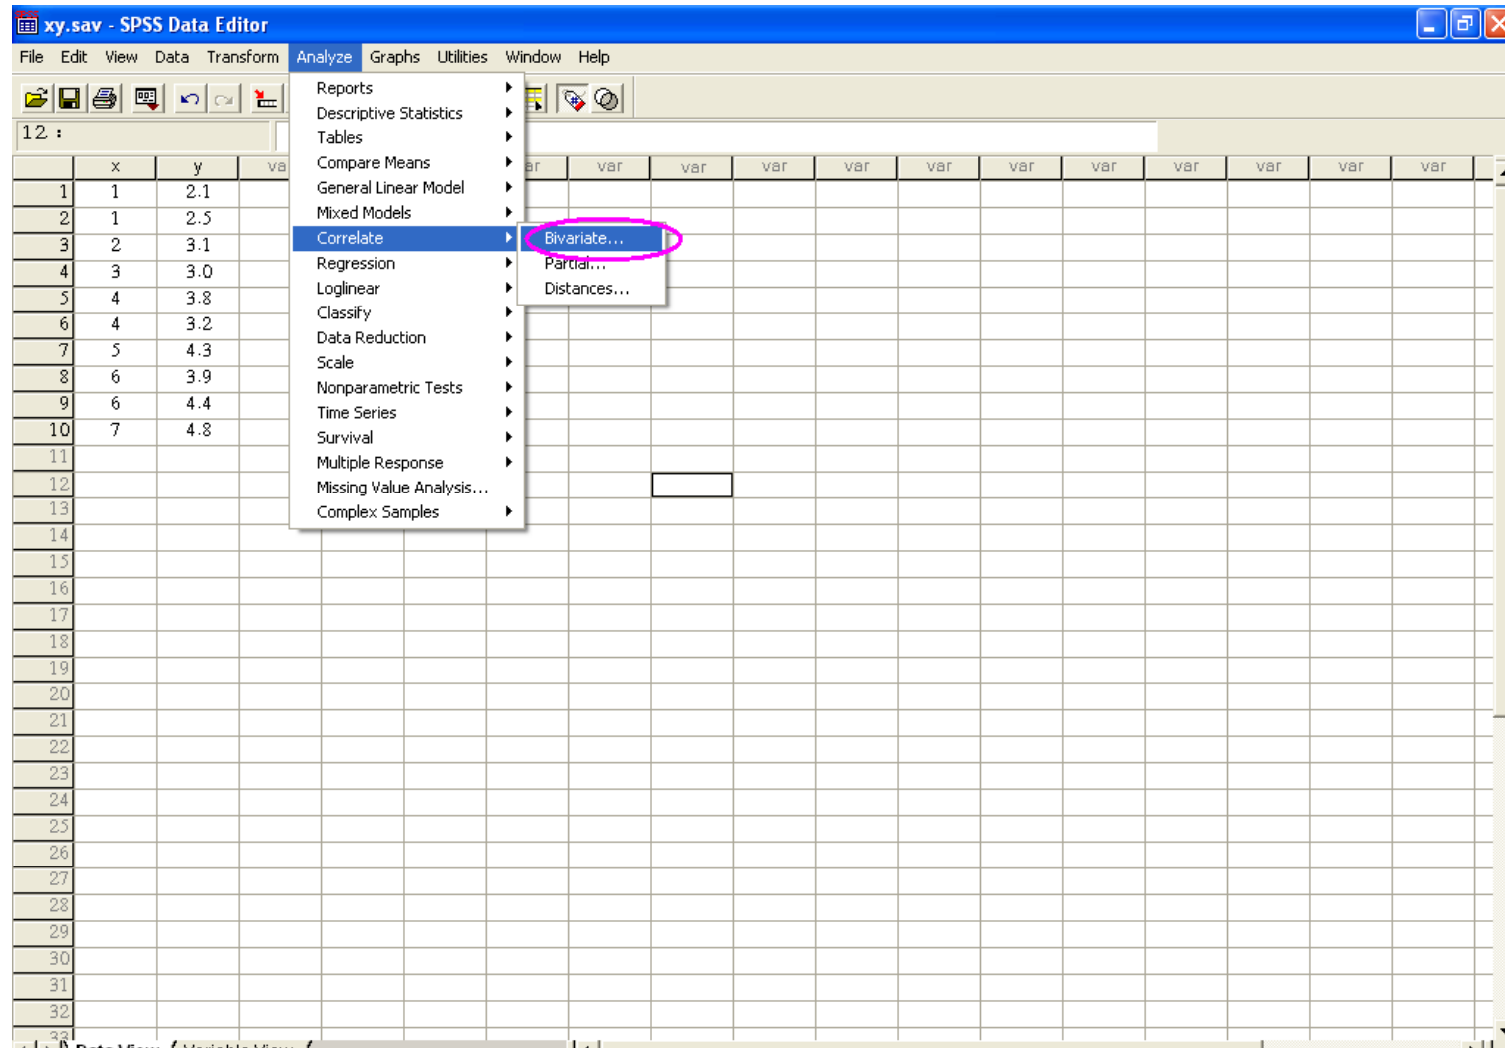 xy.sav - SPSS Data Editor
File Edit View Data Transform Analyze Graphs Utilities Window Help
12 :
x y va ar var var var var var var var var var var var
1 1 2.1
2 1 2.5
3 2 3.1
4 3 3.0
5 4 3.8
6 4 3.2
7 5 4.3
8 6 3.9
9 6 4.4
10 7 4.8
11
12
13
14
15
16
17
18
19
20
21
22
23
24
25
26
27
28
29
30
31
32
33
Reports
Descriptive Statistics
Tables
Compare Means
General Linear Model
Mixed Models
Correlate
Regression
Loglinear
Classify
Data Reduction
Scale
Nonparametric Tests
Time Series
Survival
Multiple Response
Missing Value Analysis...
Complex Samples
Bivariate...
Partial...
Distances...
Data View Variable View